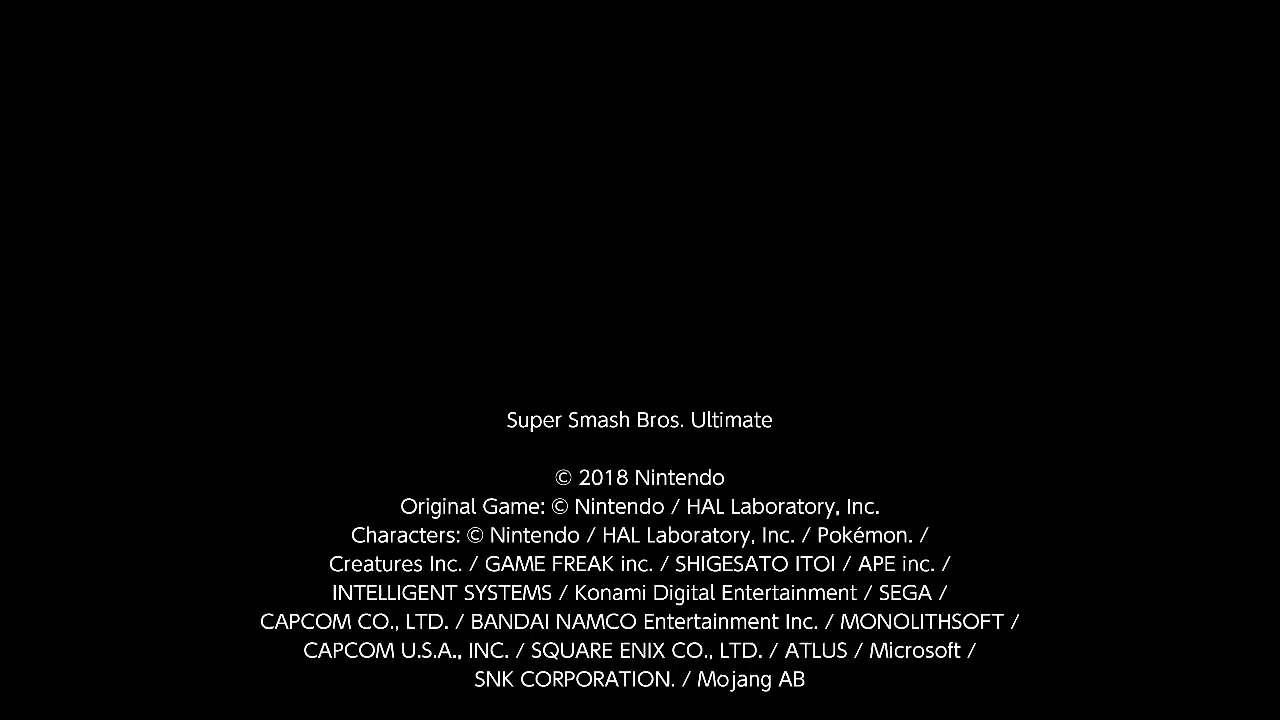 Super Smash Bros. Ultimate
© 2018 Nintendo
Original Game: © Nintendo / HAL Laboratory, Inc.
Characters: © Nintendo / HAL Laboratory, Inc. / Pokémon. /
Creatures Inc. / GAME FREAK inc. / SHIGESATO ITOI / APE inc. /
INTELLIGENT SYSTEMS / Konami Digital Entertainment / SEGA /
CAPCOM CO., LTD. / BANDAI NAMCO Entertainment Inc. / MONOLITHSOFT /
CAPCOM U.S.A., INC. / SQUARE ENIX CO., LTD. / ATLUS / Microsoft /
SNK CORPORATION. / Mojang AB